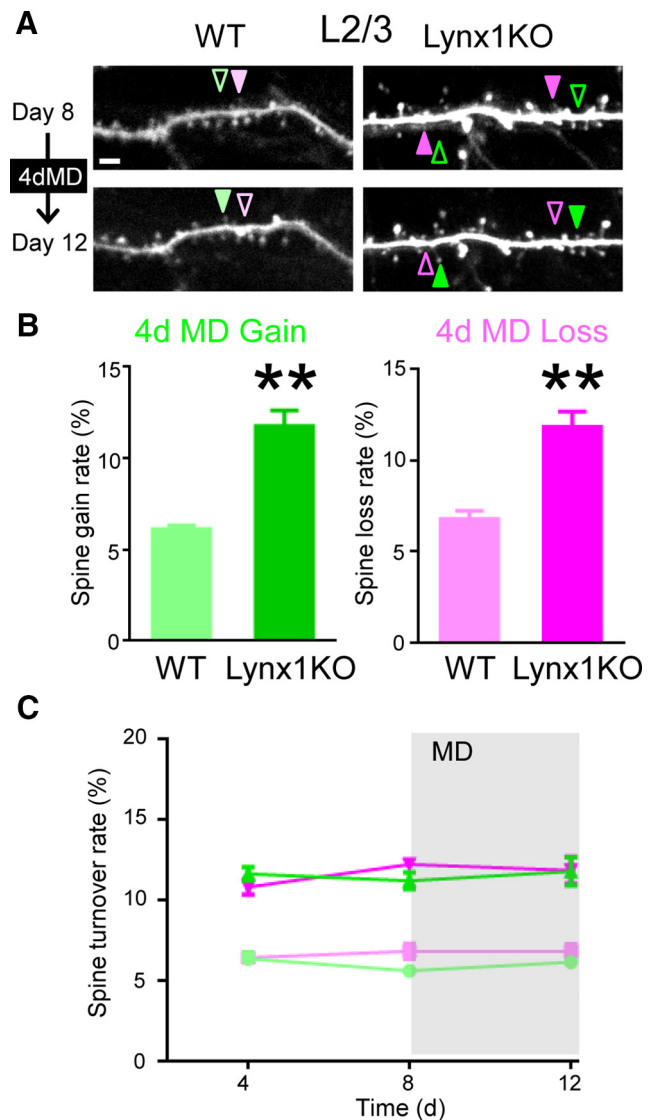 A
L2/3
WT
Lynx1KO
Day 8
4dMD
Day 12
B
4d MD Gain
4d MD Loss
Spine gain rate (%)
15
10
5
0
**
WT
Lynx1KO
Spine loss rate (%)
15
10
5
0
**
WT
Lynx1KO
C
Spine turnover rate (%)
20
15
10
5
0
MD
4
8
12
Time (d)